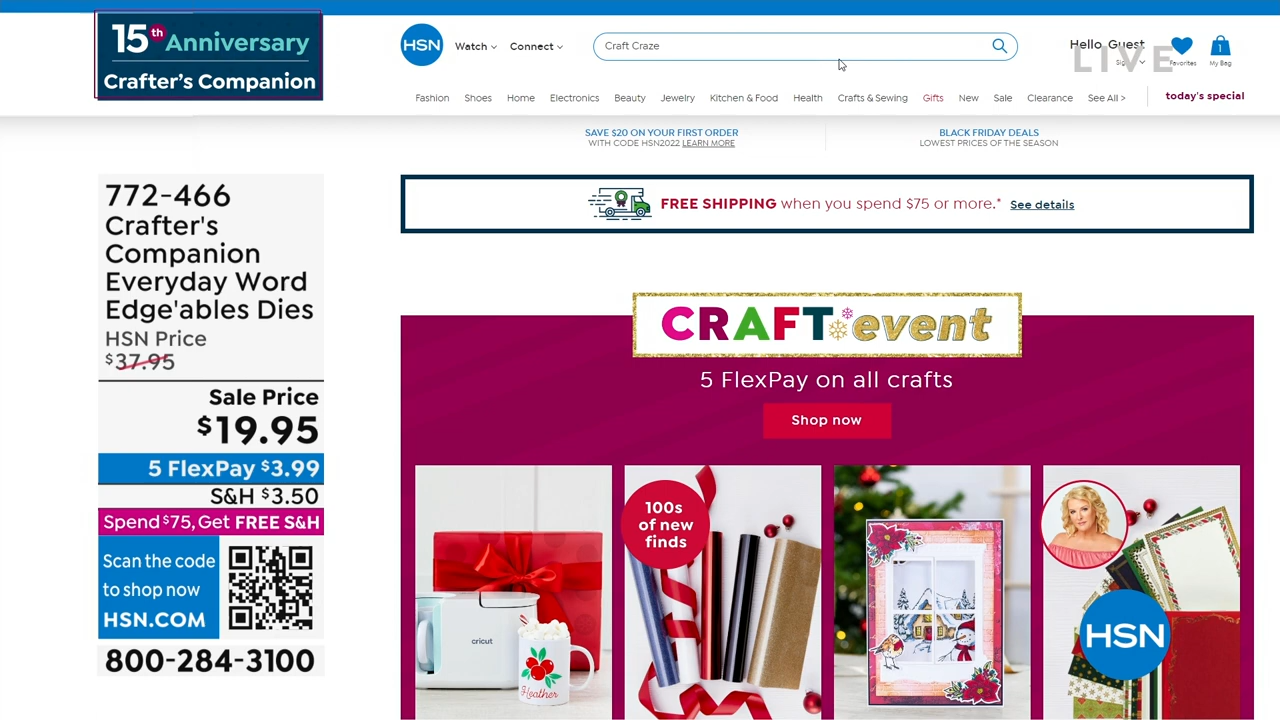 15th Anniversary
Crafter's Companion
772-466
Crafter's
Companion
Everyday Word
Edge'ables Dies
HSN Price
$37.95
Sale Price
$19.95
5 FlexPay $3.99
S&H $3.50
Spend $75, Get FREE S&H
Scan the code
to shop now
HSN.COM
800-284-3100
HSN
Watch
Connect
Craft Craze
Hello, Guest
LIVE
Favorites
1
My Bag
Fashion Shoes Home Electronics Beauty Jewelry Kitchen & Food Health Crafts & Sewing Gifts New Sale Clearance See All > today's special
SAVE $20 ON YOUR FIRST ORDER
WITH CODE HSN2022 LEARN MORE
BLACK FRIDAY DEALS
LOWEST PRICES OF THE SEASON
FREE SHIPPING when you spend $75 or more.* See details
CRAFT event
5 FlexPay on all crafts
Shop now
cricut
Heather
100s
of new
finds
HSN